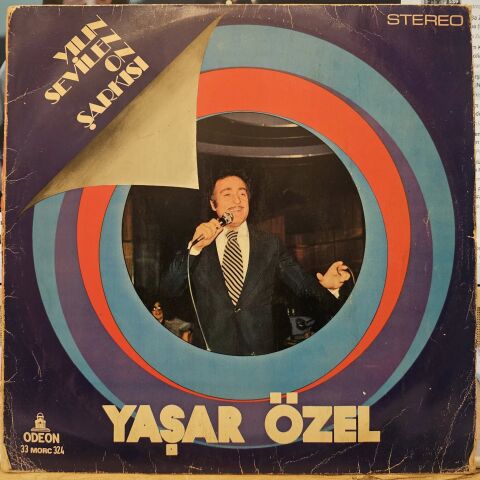 STEREO
YILIN
SEVİLEN
ON
ŞARKISI
YAŞAR ÖZEL
ODEON
33 MORC 324